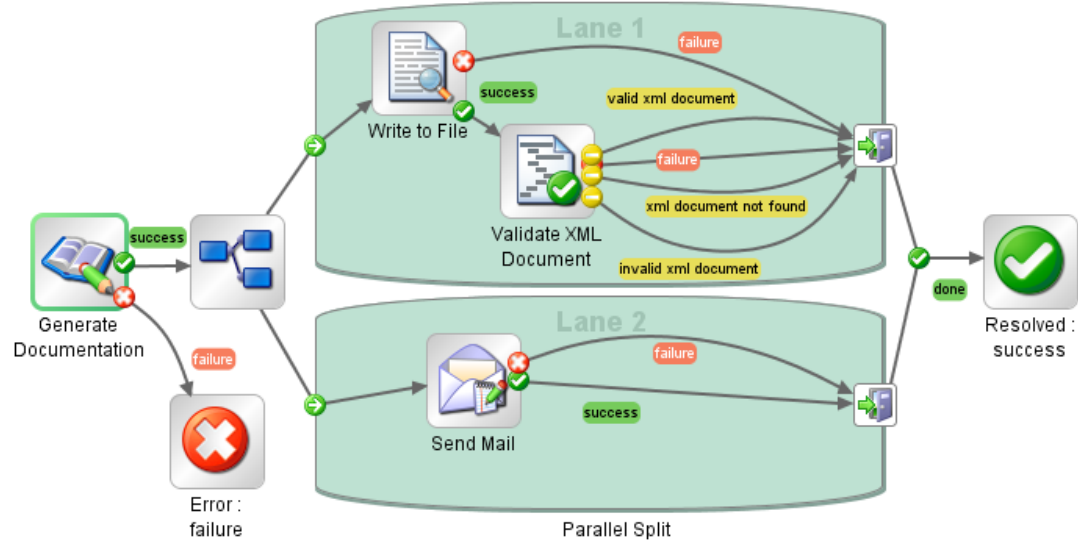 Lane 1
failure
success
valid xml document
Write to File
failure
xml document not found
Validate XML
Document
invalid xml document
success
Generate
Documentation
failure
Error :
failure
Lane 2
failure
success
Send Mail
Parallel Split
done
Resolved :
success